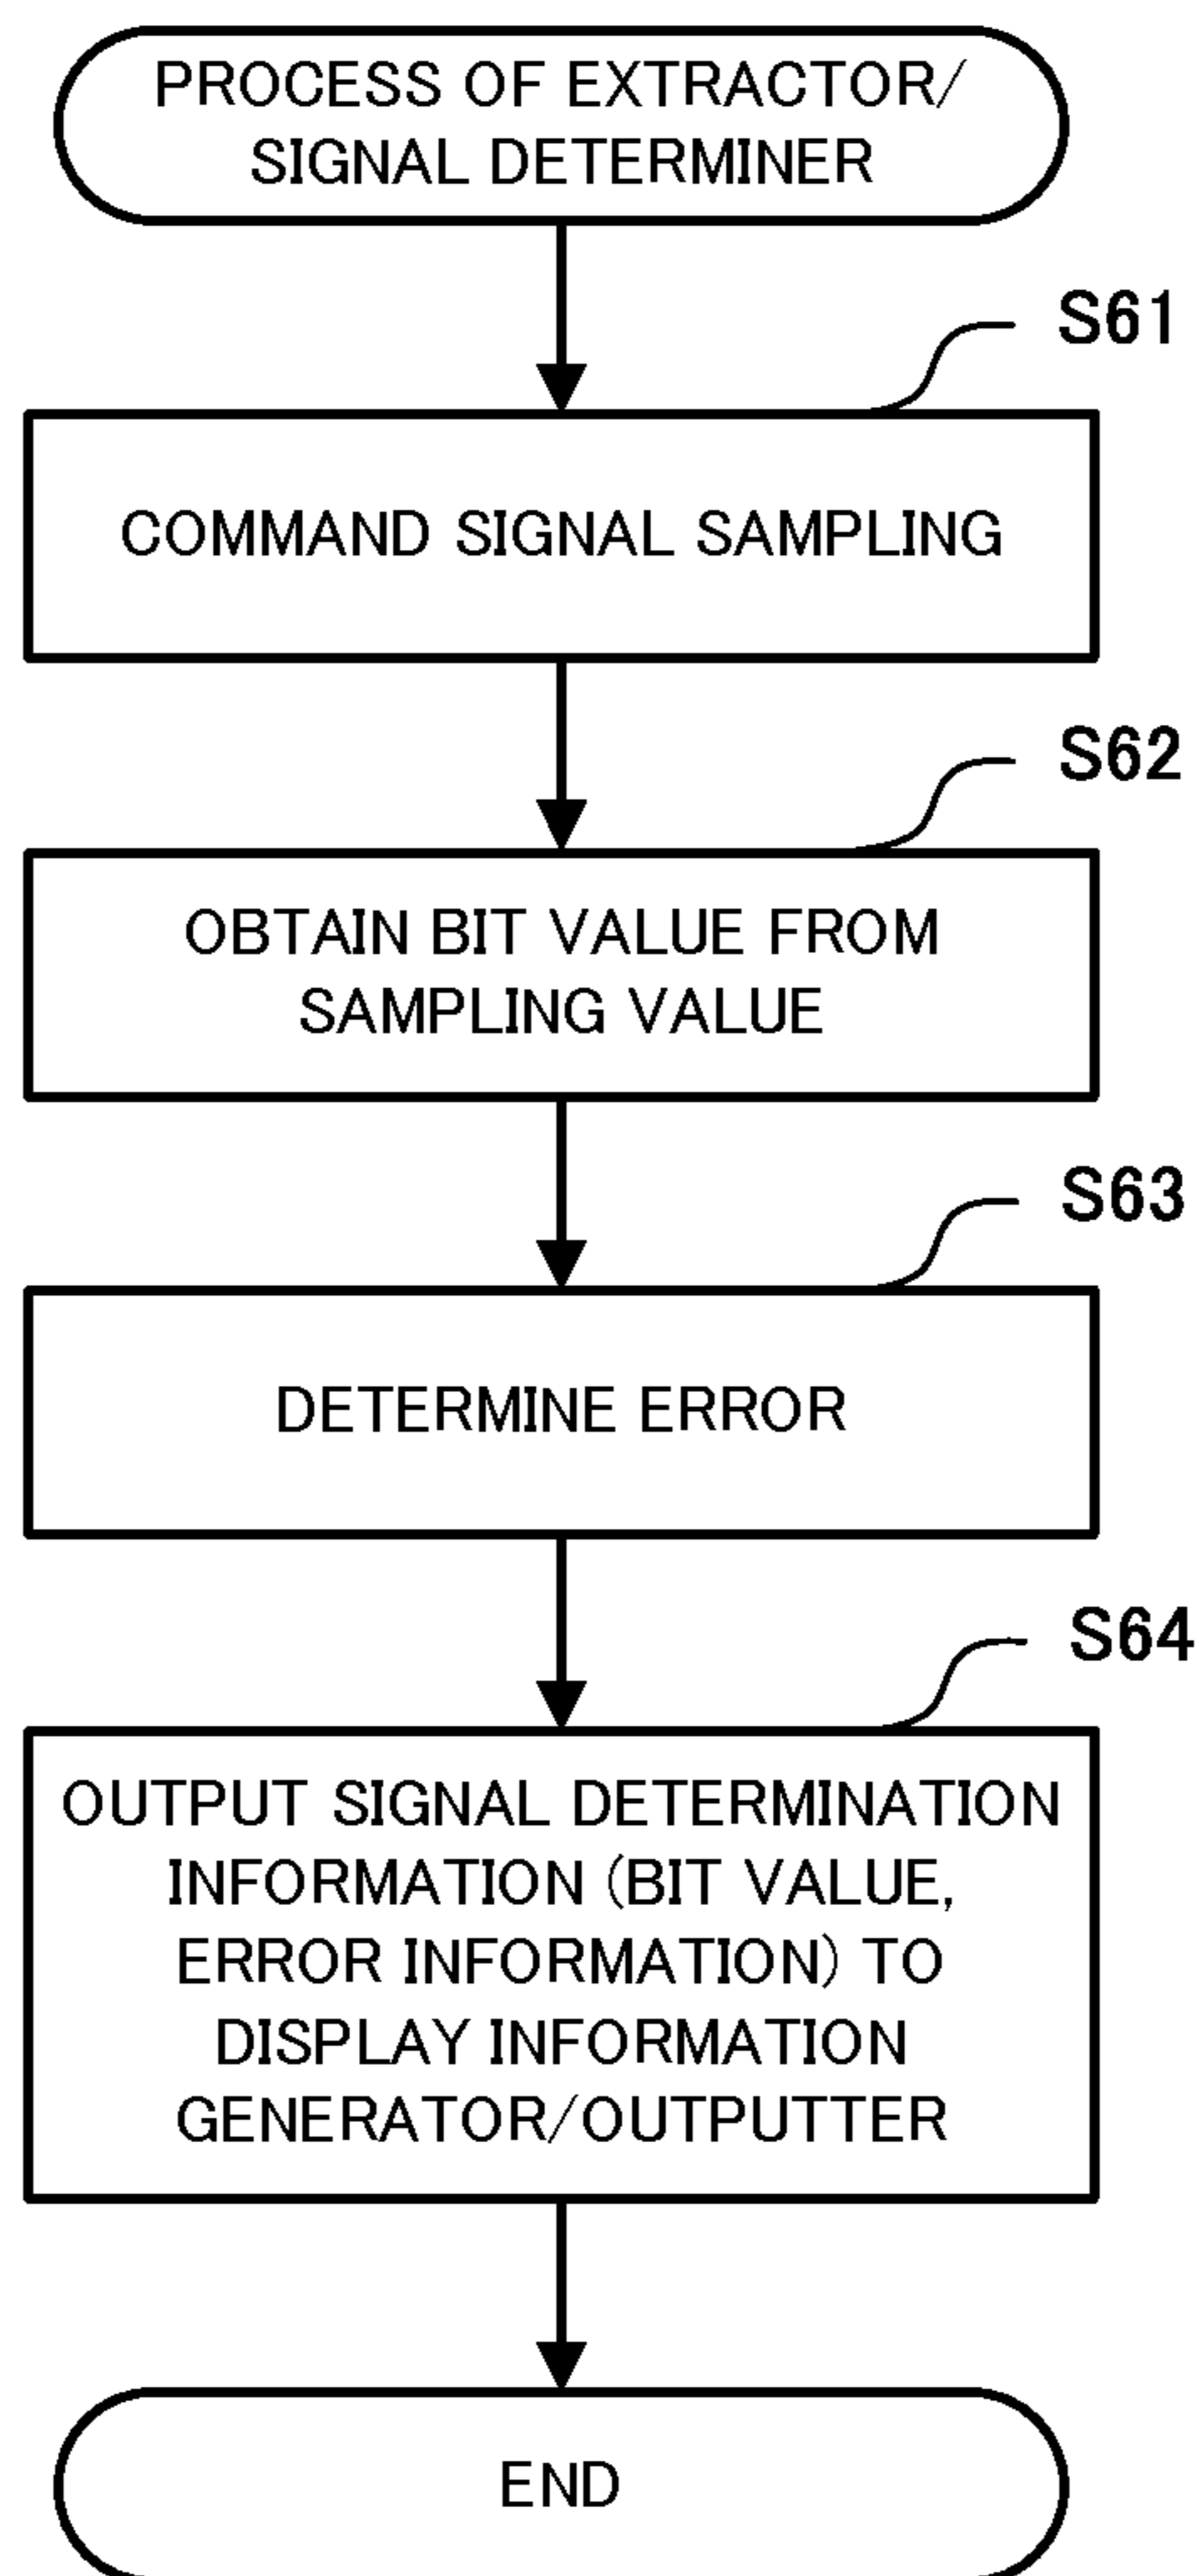 PROCESS OF EXTRACTOR/
SIGNAL DETERMINER
S61
COMMAND SIGNAL SAMPLING
S62
OBTAIN BIT VALUE FROM
SAMPLING VALUE
S63
DETERMINE ERROR
S64
OUTPUT SIGNAL DETERMINATION
INFORMATION (BIT VALUE,
ERROR INFORMATION) TO
DISPLAY INFORMATION
GENERATOR/OUTPUTTER
END